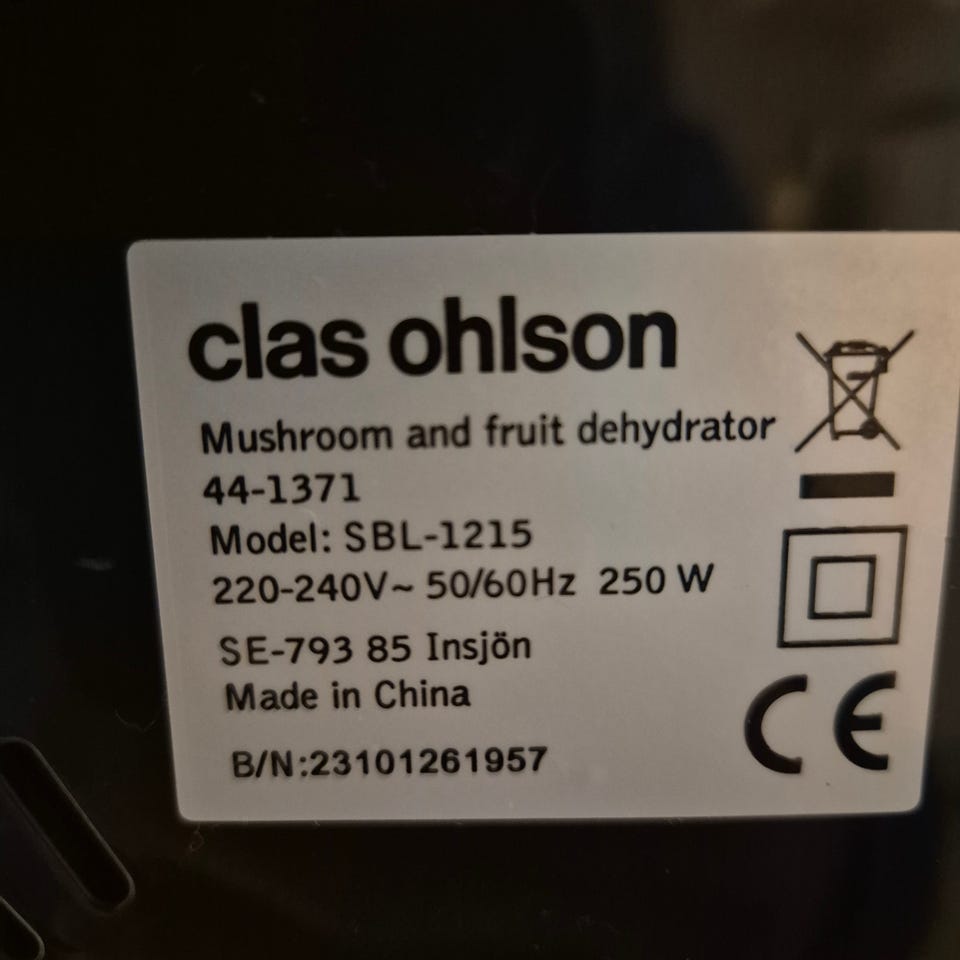 clas ohlson
Mushroom and fruit dehydrator
44-1371
Model: SBL-1215
220-240V~ 50/60Hz 250 W
SE-793 85 Insjön
Made in China
B/N:23101261957
CE